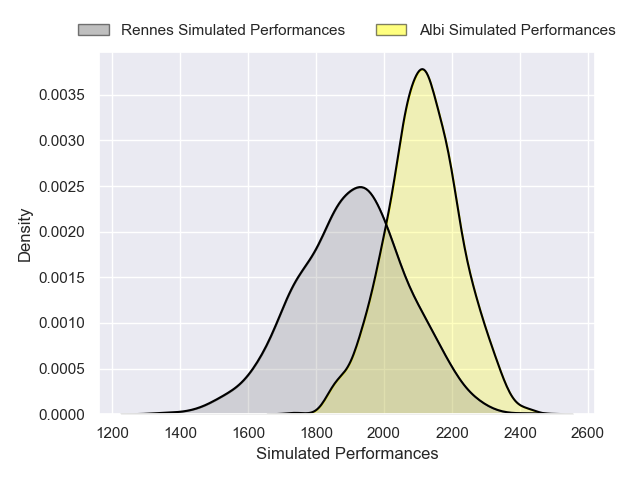 Rennes Simulated Performances
Albi Simulated Performances
0.0035
0.0030
0.0025
0.0020
0.0015
0.0010
0.0005
0.0000
Density
1200 1400 1600 1800 2000 2200 2400 2600
Simulated Performances